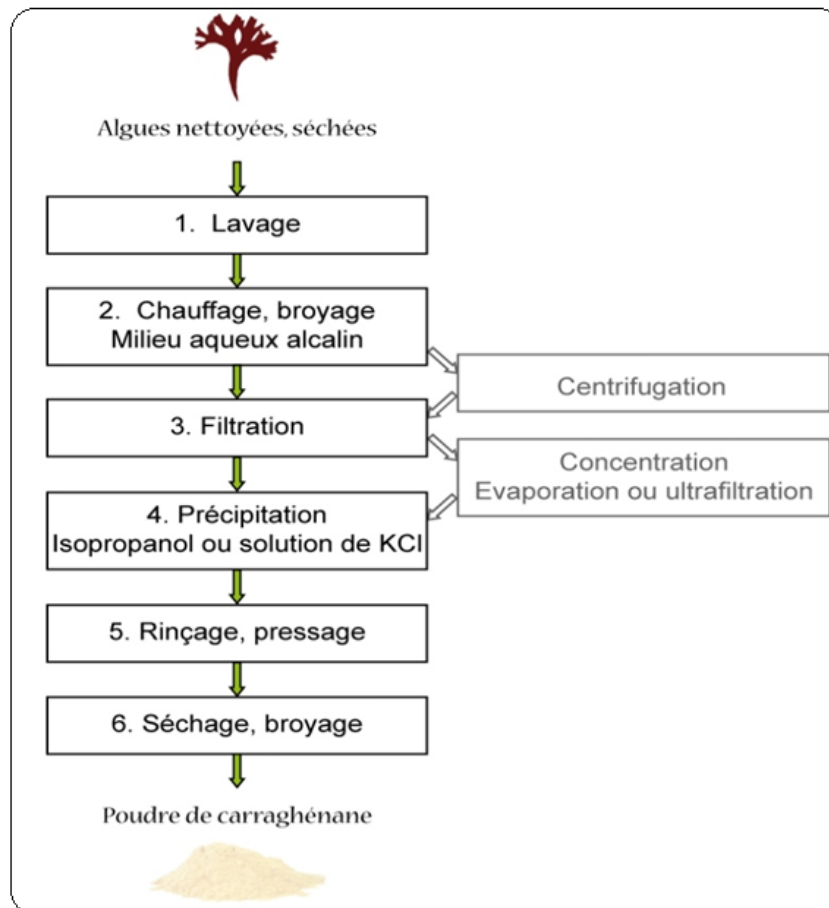 Algues nettoyées, séchées
1. Lavage
2. Chauffage, broyage
Milieu aqueux alcalin
Centrifugation
3. Filtration
Concentration
Evaporation ou ultrafiltration
4. Précipitation
Isopropanol ou solution de KCl
5. Rinçage, pressage
6. Séchage, broyage
Poudre de carraghénane